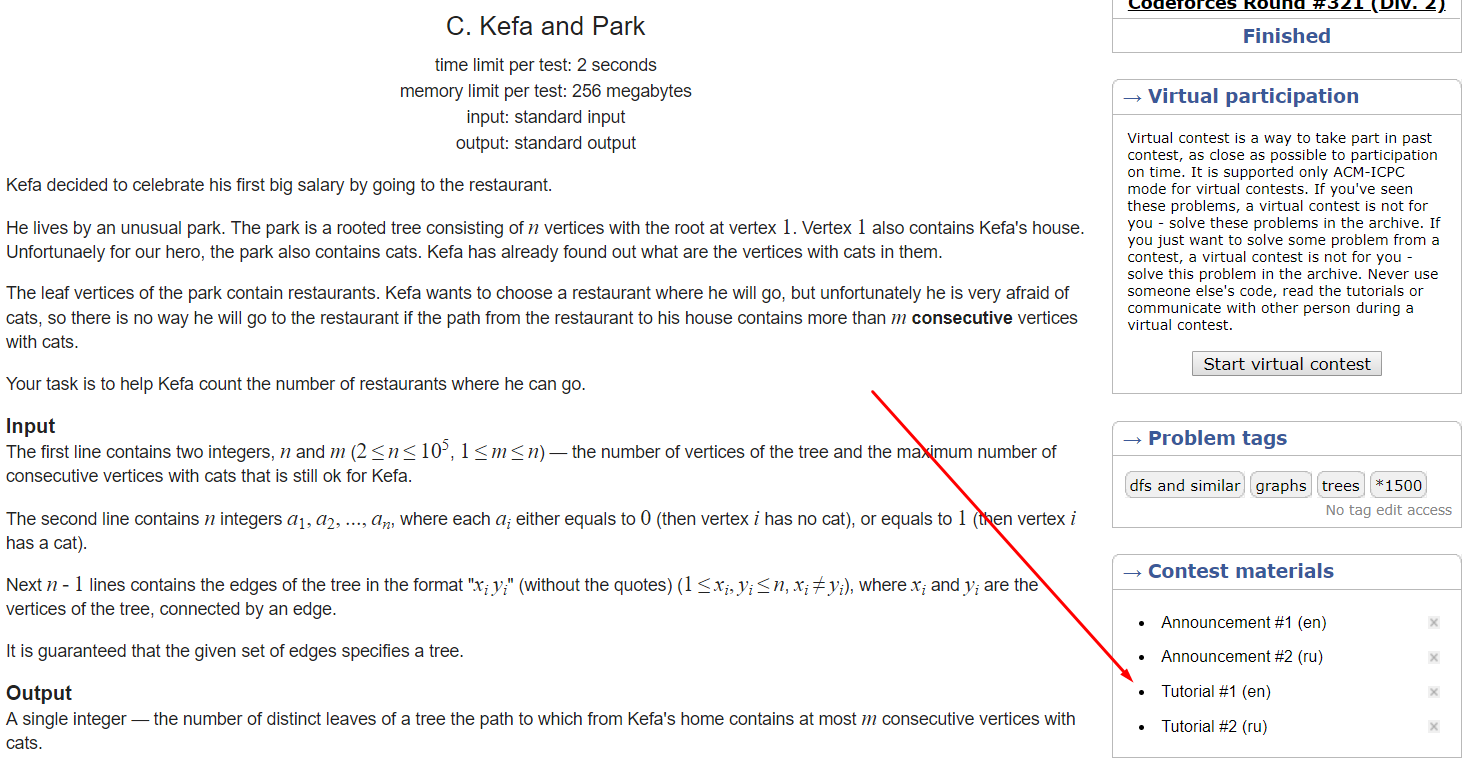 C. Kefa and Park
time limit per test: 2 seconds
memory limit per test: 256 megabytes
input: standard input
output: standard output
Kefa decided to celebrate his first big salary by going to the restaurant.
He lives by an unusual park. The park is a rooted tree consisting of n vertices with the root at vertex 1. Vertex 1 also contains Kefa's house.
Unfortunaely for our hero, the park also contains cats. Kefa has already found out what are the vertices with cats in them.
The leaf vertices of the park contain restaurants. Kefa wants to choose a restaurant where he will go, but unfortunately he is very afraid of
cats, so there is no way he will go to the restaurant if the path from the restaurant to his house contains more than m consecutive vertices
with cats.
Your task is to help Kefa count the number of restaurants where he can go.
Input
The first line contains two integers, n and m (2 ≤ n ≤ 10⁵, 1 ≤ m ≤ n) — the number of vertices of the tree and the maximum number of
consecutive vertices with cats that is still ok for Kefa.
The second line contains n integers a₁, a₂, ..., aₙ, where each aᵢ either equals to 0 (then vertex i has no cat), or equals to 1 (then vertex i
has a cat).
Next n - 1 lines contains the edges of the tree in the format "xᵢ yᵢ" (without the quotes) (1 ≤ xᵢ, yᵢ ≤ n, xᵢ ≠ yᵢ), where xᵢ and yᵢ are the
vertices of the tree, connected by an edge.
It is guaranteed that the given set of edges specifies a tree.
Output
A single integer — the number of distinct leaves of a tree the path to which from Kefa's home contains at most m consecutive vertices with
cats.
Codeforces Round #321 (Div. 2)
Finished
→ Virtual participation
Virtual contest is a way to take part in past
contest, as close as possible to participation
on time. It is supported only ACM-ICPC
mode for virtual contests. If you've seen
these problems, a virtual contest is not for
you - solve these problems in the archive. If
you just want to solve some problem from a
contest, a virtual contest is not for you -
solve this problem in the archive. Never use
someone else's code, read the tutorials or
communicate with other person during a
virtual contest.
Start virtual contest
→ Problem tags
dfs and similar graphs trees *1500
No tag edit access
→ Contest materials
• Announcement #1 (en) ×
• Announcement #2 (ru) ×
• Tutorial #1 (en) ×
• Tutorial #2 (ru) ×